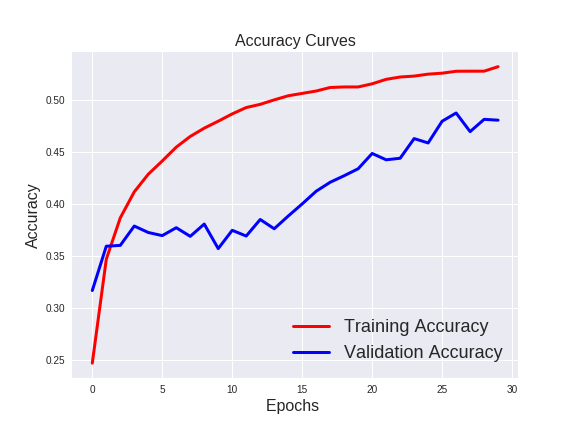 Accuracy Curves
0.50
0.45
0.40
0.35
0.30
0.25
Accuracy
Training Accuracy
Validation Accuracy
0 5 10 15 20 25 30
Epochs